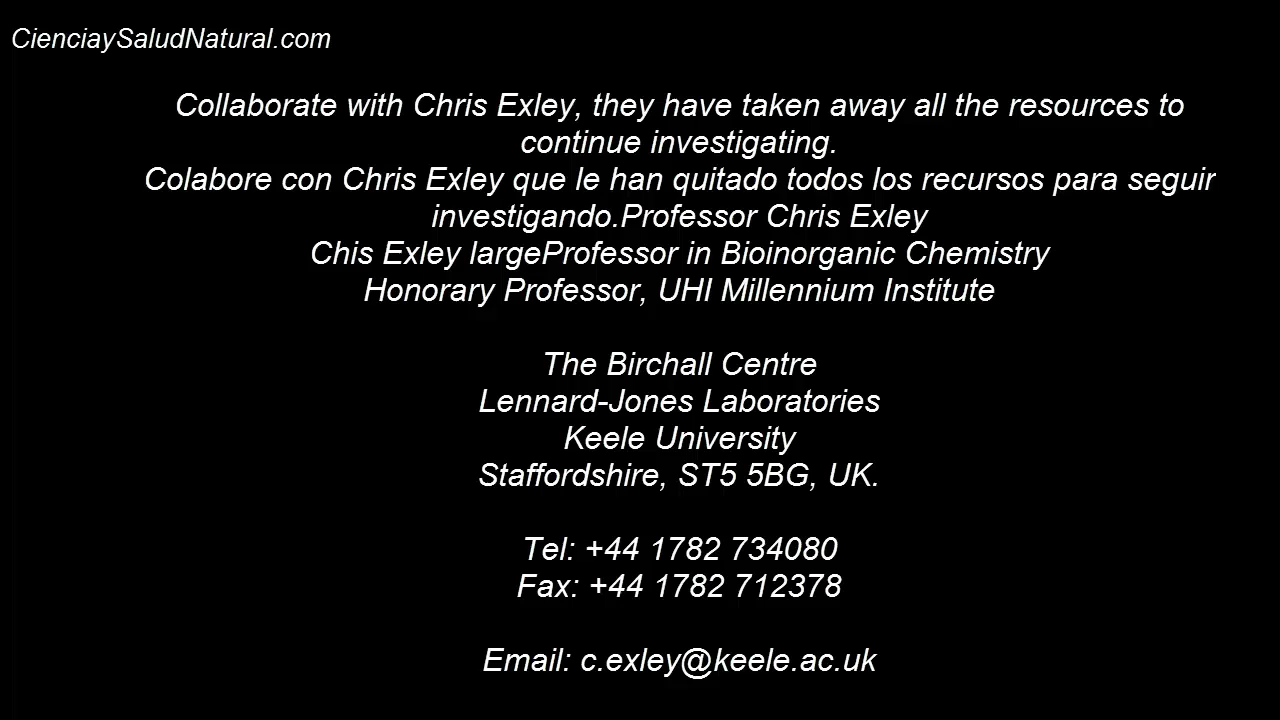 CienciaySaludNatural.com
Collaborate with Chris Exley, they have taken away all the resources to
continue investigating.
Colabore con Chris Exley que le han quitado todos los recursos para seguir
investigando.Professor Chris Exley
Chis Exley largeProfessor in Bioinorganic Chemistry
Honorary Professor, UHI Millennium Institute
The Birchall Centre
Lennard-Jones Laboratories
Keele University
Staffordshire, ST5 5BG, UK.
Tel: +44 1782 734080
Fax: +44 1782 712378
Email: c.exley@keele.ac.uk